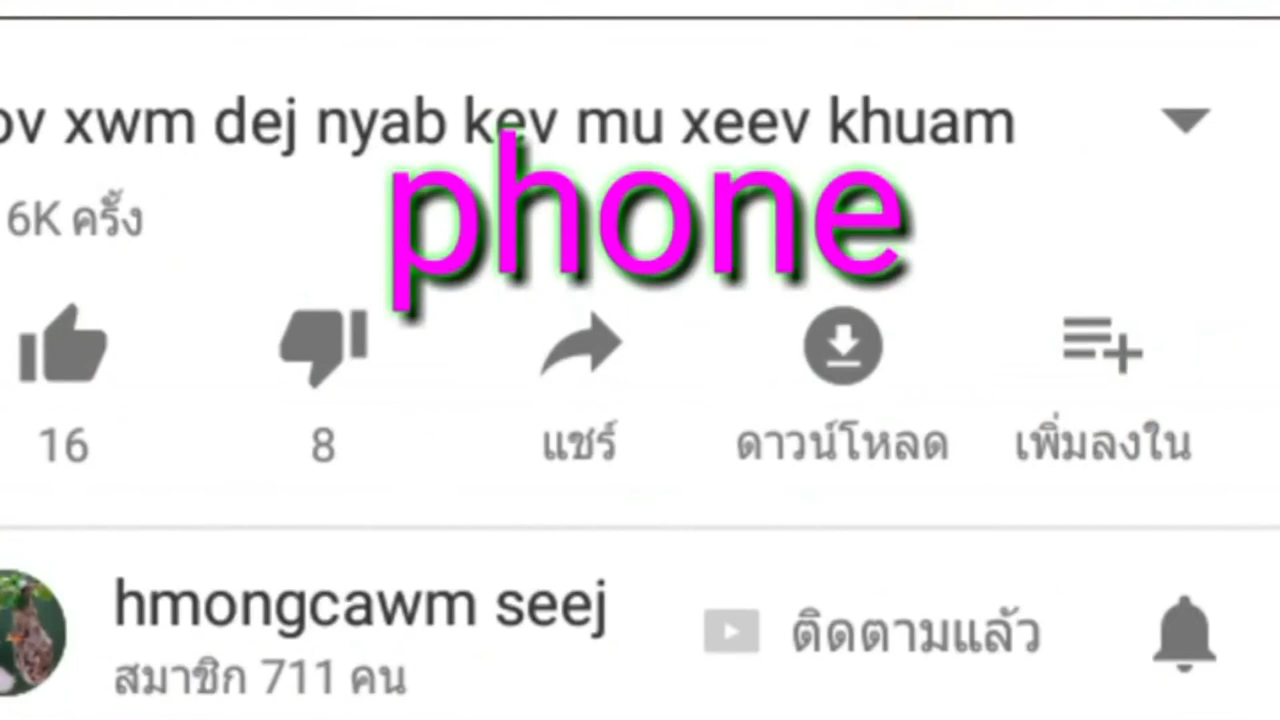 xwm dej nyab kev mu xeev khuam
phone
6K ครั้ง
16
8
แชร์
ดาวน์โหลด
เพิ่มลงใน
hmongcawm seej
ติดตามแล้ว
สมาชิก 711 คน